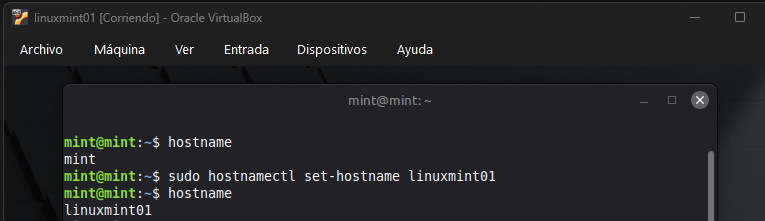 linuxmint01 [Corriendo] - Oracle VirtualBox
Archivo Máquina Ver Entrada Dispositivos Ayuda
mint@mint: ~
mint@mint:~$ hostname
mint
mint@mint:~$ sudo hostnamectl set-hostname linuxmint01
mint@mint:~$ hostname
linuxmint01